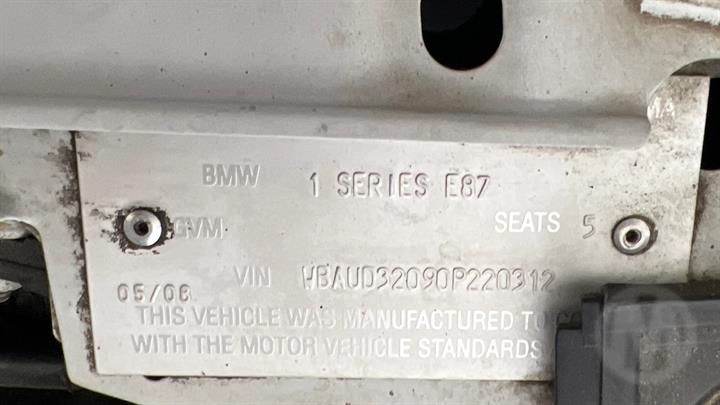 BMW 1 SERIES E87
GVM SEATS 5
VIN WBAUD32090P220312
05/08
THIS VEHICLE WAS MANUFACTURED TO
WITH THE MOTOR VEHICLE STANDARDS